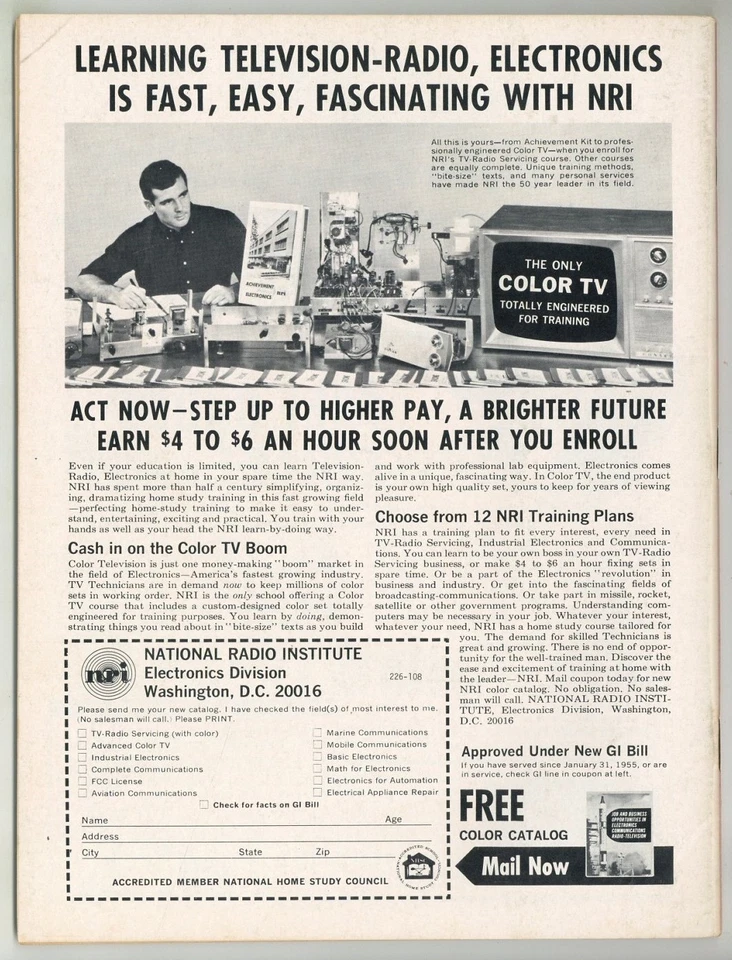 LEARNING TELEVISION-RADIO, ELECTRONICS
IS FAST, EASY, FASCINATING WITH NRI
All this is yours—from Achievement Kit to profes-
sionally engineered Color TV—when you enroll for
NRI's TV-Radio Servicing course. Other courses
are equally complete. Unique training methods,
"bite-size" texts, and many personal services
have made NRI the 50 year leader in its field.
ACHIEVEMENT
ELECTRONICS
THE ONLY
COLOR TV
TOTALLY ENGINEERED
FOR TRAINING
ACT NOW—STEP UP TO HIGHER PAY, A BRIGHTER FUTURE
EARN $4 TO $6 AN HOUR SOON AFTER YOU ENROLL
Even if your education is limited, you can learn Television-
Radio, Electronics at home in your spare time the NRI way.
NRI has spent more than half a century simplifying, organiz-
ing, dramatizing home study training in this fast growing field
—perfecting home-study training to make it easy to under-
stand, entertaining, exciting and practical. You train with your
hands as well as your head the NRI learn-by-doing way.
Cash in on the Color TV Boom
Color Television is just one money-making "boom" market in
the field of Electronics—America's fastest growing industry.
TV Technicians are in demand now to keep millions of color
sets in working order. NRI is the only school offering a Color
TV course that includes a custom-designed color set totally
engineered for training purposes. You learn by doing, demon-
strating things you read about in "bite-size" texts as you build
and work with professional lab equipment. Electronics comes
alive in a unique, fascinating way. In Color TV, the end product
is your own high quality set, yours to keep for years of viewing
pleasure.
Choose from 12 NRI Training Plans
NRI has a training plan to fit every interest, every need in
TV-Radio Servicing, Industrial Electronics and Communica-
tions. You can learn to be your own boss in your own TV-Radio
Servicing business, or make $4 to $6 an hour fixing sets in
spare time. Or be a part of the Electronics "revolution" in
business and industry. Or get into the fascinating fields of
broadcasting-communications. Or take part in missile, rocket,
satellite or other government programs. Understanding com-
puters may be necessary in your job. Whatever your interest,
whatever your need, NRI has a home study course tailored for
you. The demand for skilled Technicians is
great and growing. There is no end of oppor-
tunity for the well-trained man. Discover the
ease and excitement of training at home with
the leader—NRI. Mail coupon today for new
NRI color catalog. No obligation. No sales-
man will call. NATIONAL RADIO INSTI-
TUTE, Electronics Division, Washington,
D.C. 20016
Approved Under New GI Bill
If you have served since January 31, 1955, or are
in service, check GI line in coupon at left.
FREE
COLOR CATALOG
Mail Now
JOB AND BUSINESS
OPPORTUNITIES IN
ELECTRONICS
COMMUNICATIONS
RADIO-TELEVISION
nri
NATIONAL RADIO INSTITUTE
Electronics Division
Washington, D.C. 20016
226-108
Please send me your new catalog. I have checked the field(s) of most interest to me.
(No salesman will call.) Please PRINT.
TV-Radio Servicing (with color)
Advanced Color TV
Industrial Electronics
Complete Communications
FCC License
Aviation Communications
Marine Communications
Mobile Communications
Basic Electronics
Math for Electronics
Electronics for Automation
Electrical Appliance Repair
Check for facts on GI Bill
Name Age
Address
City State Zip
ACCREDITED MEMBER NATIONAL HOME STUDY COUNCIL